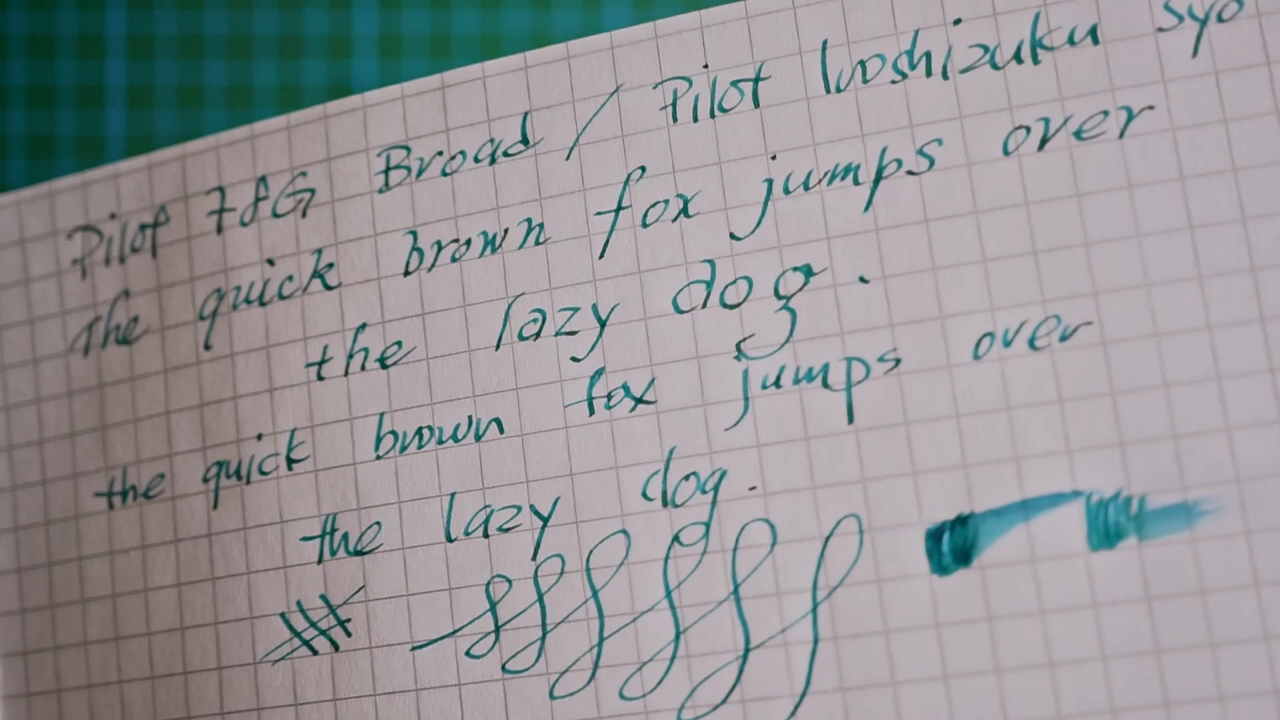 Pilot 78G Broad / Pilot Iroshizuku syo
The quick brown fox jumps over
the lazy dog.
the quick brown fox jumps over
the lazy dog.